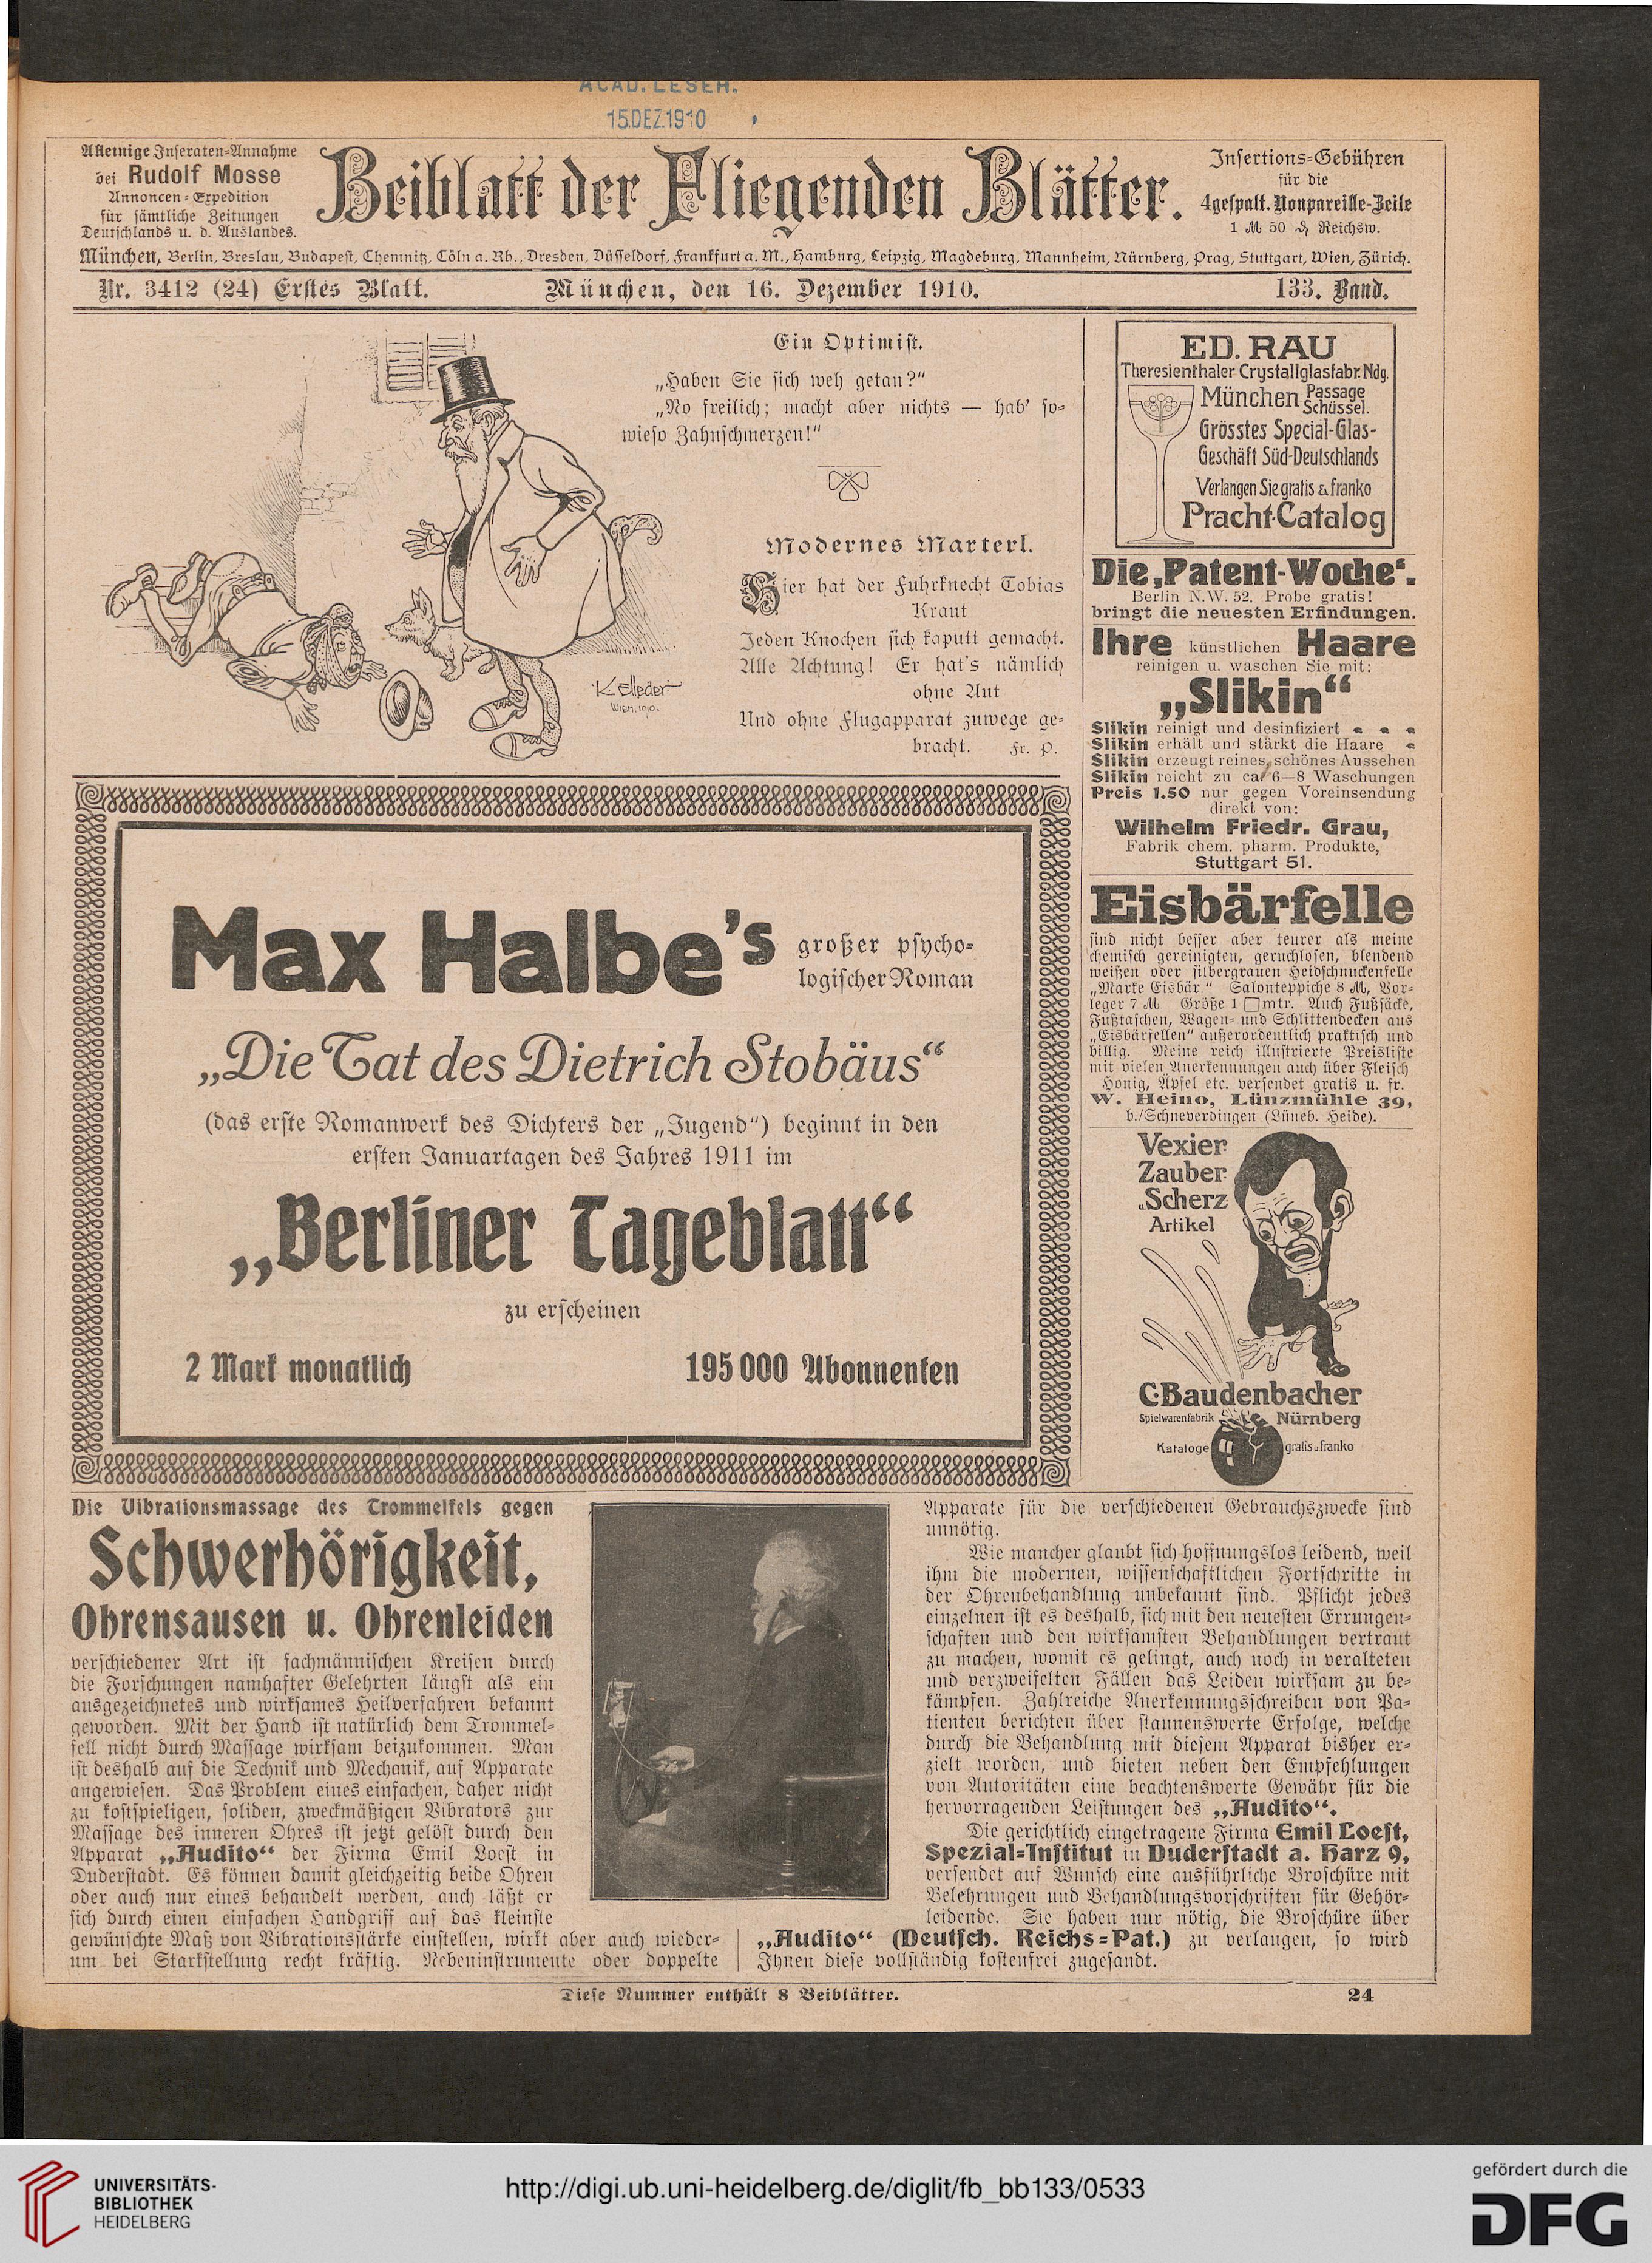 ACAD. LESEH.
15.DEZ.1910
Alleinige Inseraten-Annahme
bei Rudolf Mosse
Annoncen-Expedition
für sämtliche Zeitungen
Deutschlands u. d. Auslandes.
Beiblatt der Fliegenden Blätter.
Insertions-Gebühren
für die
4gespalt. Nonpareille-Zeile
1 M 50 ₰ Reichsw.
München, Berlin, Breslau, Budapest, Chemnitz, Cöln a. Rh., Dresden, Düsseldorf, Frankfurt a. M., Hamburg, Leipzig, Magdeburg, Mannheim, Nürnberg, Prag, Stuttgart, Wien, Zürich.
Nr. 3412 (24) Erstes Blatt. München, den 16. Dezember 1910. 133. Band.
Ein Optimist.
„Haben Sie sich weh getan?“
„No freilich; macht aber nichts — hab' so-
wieso Zahnschmerzen!“
Modernes Marterl.
Hier hat der Fuhrknecht Tobias
Kraut
Jeden Knochen sich kaputt gemacht.
Alle Achtung! Er hat's nämlich
ohne Aut
Und ohne Flugapparat zuwege ge-
bracht. Fr. P.
K Elleder
Wien, 1910.
ED. RAU
Theresienthaler Crystallglasfabr. Ndg.
München Passage
Schüssel.
Grösstes Special-Glas-
Geschäft Süd-Deutschlands
Verlangen Sie gratis & franko
Pracht-Catalog
Die „Patent-Woche“.
Berlin N.W. 52. Probe gratis!
bringt die neuesten Erfindungen.
Ihre künstlichen Haare
reinigen u. waschen Sie mit:
„Slikin“
Slikin reinigt und desinfiziert
Slikin erhält und stärkt die Haare
Slikin erzeugt reines, schönes Aussehen
Slikin reicht zu ca. 6—8 Waschungen
Preis 1.50 nur gegen Voreinsendung
direkt von:
Wilhelm Friedr. Grau,
Fabrik chem. pharm. Produkte,
Stuttgart 51.
Eisbärfelle
sind nicht besser aber teurer als meine
chemisch gereinigten, geruchlosen, blendend
weißen oder silbergrauen Heidschnuckenfelle
„Marke Eisbär.“ Salonteppiche 8 M, Vor-
leger 7 M Größe 1 □mtr. Auch Fußsäcke,
Fußtaschen, Wagen- und Schlittendecken aus
„Eisbärfellen“ außerordentlich praktisch und
billig. Meine reich illustrierte Preisliste
mit vielen Anerkennungen auch über Fleisch
Honig, Äpfel etc. versendet gratis u. fr.
W. Heino, Lünzmühle 39,
b./Schneverdingen (Lüneb. Heide).
Vexier-
Zauber-
u. Scherz
Artikel
C. Baudenbacher
Spielwarenfabrik Nürnberg
Kataloge gratis u. franko
Max Halbe's großer psycho-
logischer Roman
„Die Tat des Dietrich Stobäus“
(das erste Romanwerk des Dichters der „Jugend“) beginnt in den
ersten Januartagen des Jahres 1911 im
„Berliner Tageblatt“
zu erscheinen
2 Mark monatlich 195 000 Abonnenten
Die Vibrationsmassage des Trommelfels gegen
Schwerhörigkeit,
Ohrensausen u. Ohrenleiden
verschiedener Art ist fachmännischen Kreisen durch
die Forschungen namhafter Gelehrten längst als ein
ausgezeichnetes und wirksames Heilverfahren bekannt
geworden. Mit der Hand ist natürlich dem Trommel-
fell nicht durch Massage wirksam beizukommen. Man
ist deshalb auf die Technik und Mechanik, auf Apparate
angewiesen. Das Problem eines einfachen, daher nicht
zu kostspieligen, soliden, zweckmäßigen Vibrators zur
Massage des inneren Ohres ist jetzt gelöst durch den
Apparat „Audito“ der Firma Emil Loest in
Duderstadt. Es können damit gleichzeitig beide Ohren
oder auch nur eines behandelt werden, auch läßt er
sich durch einen einfachen Handgriff auf das kleinste
gewünschte Maß von Vibrationsstärke einstellen, wirkt aber auch wieder-
um bei Starkstellung recht kräftig. Nebeninstrumente oder doppelte
Apparate für die verschiedenen Gebrauchszwecke sind
unnötig.
Wie mancher glaubt sich hoffnungslos leidend, weil
ihm die modernen, wissenschaftlichen Fortschritte in
der Ohrenbehandlung unbekannt sind. Pflicht jedes
einzelnen ist es deshalb, sich mit den neuesten Errungen-
schaften und den wirksamsten Behandlungen vertraut
zu machen, womit es gelingt, auch noch in veralteten
und verzweifelten Fällen das Leiden wirksam zu be-
kämpfen. Zahlreiche Anerkennungsschreiben von Pa-
tienten berichten über staunenswerte Erfolge, welche
durch die Behandlung mit diesem Apparat bisher er-
zielt worden, und bieten neben den Empfehlungen
von Autoritäten eine beachtenswerte Gewähr für die
hervorragenden Leistungen des „Audito“.
Die gerichtlich eingetragene Firma Emil Loest,
Spezial-Institut in Duderstadt a. Harz 9,
versendet auf Wunsch eine ausführliche Broschüre mit
Belehrungen und Behandlungsvorschriften für Gehör-
leidende. Sie haben nur nötig, die Broschüre über
„Audito“ (Deutsch. Reichs-Pat.) zu verlangen, so wird
Ihnen diese vollständig kostenfrei zugesandt.
Diese Nummer enthält 8 Beiblätter.
24
UNIVERSITÄTS-
BIBLIOTHEK
HEIDELBERG
http://digi.ub.uni-heidelberg.de/diglit/fb_bb133/0533
gefördert durch die
DFG